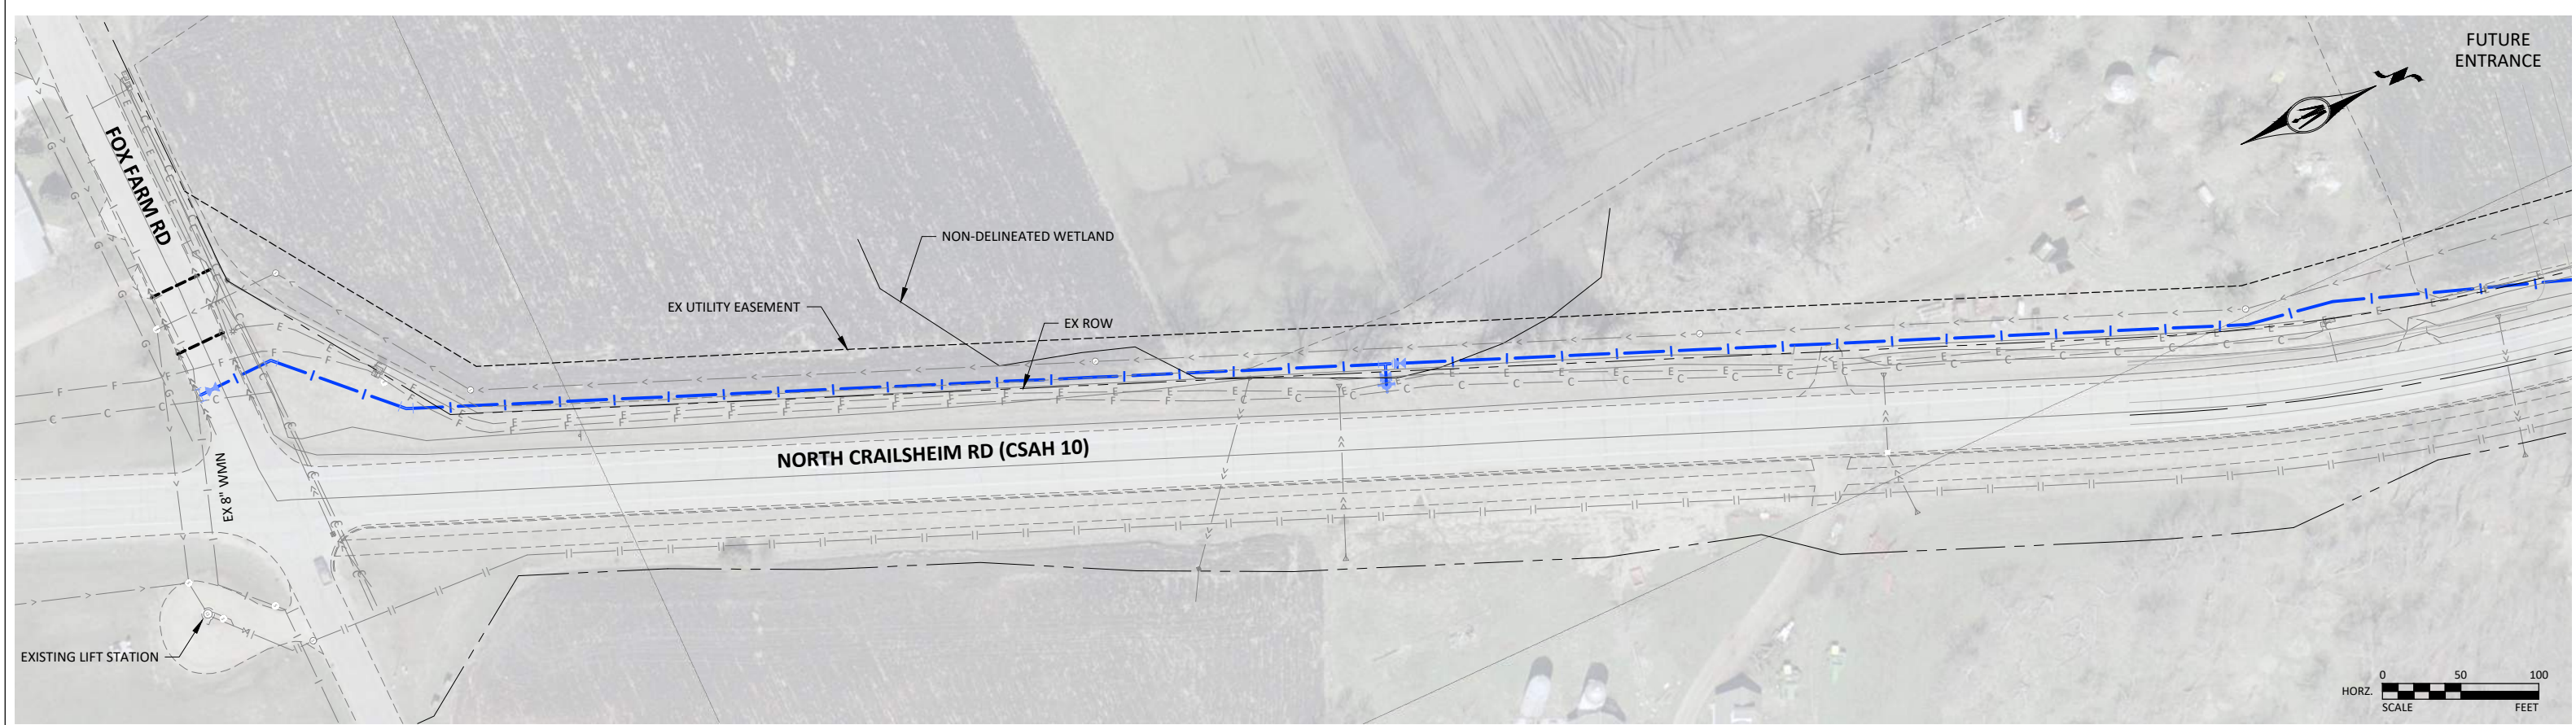 FUTURE
ENTRANCE
FOX FARM RD
NON-DELINEATED WETLAND
EX UTILITY EASEMENT
EX ROW
NORTH CRAILSHEIM RD (CSAH 10)
EX 8" WMN
EXISTING LIFT STATION
0 50 100
HORZ.
SCALE FEET